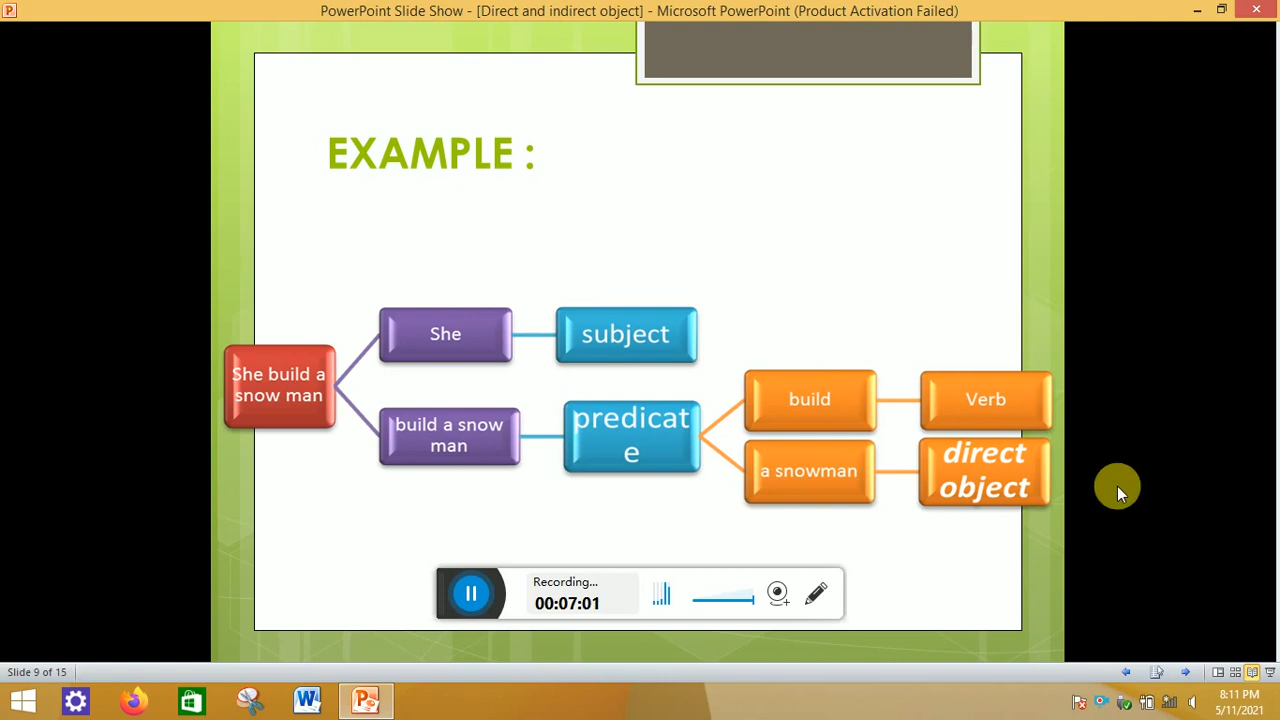 PowerPoint Slide Show - [Direct and indirect object] - Microsoft PowerPoint (Product Activation Failed)
EXAMPLE :
She build a
snow man
She
subject
build a snow
man
predicat
e
build
Verb
a snowman
direct
object
Recording...
00:07:01
Slide 9 of 15
8:11 PM
5/11/2021